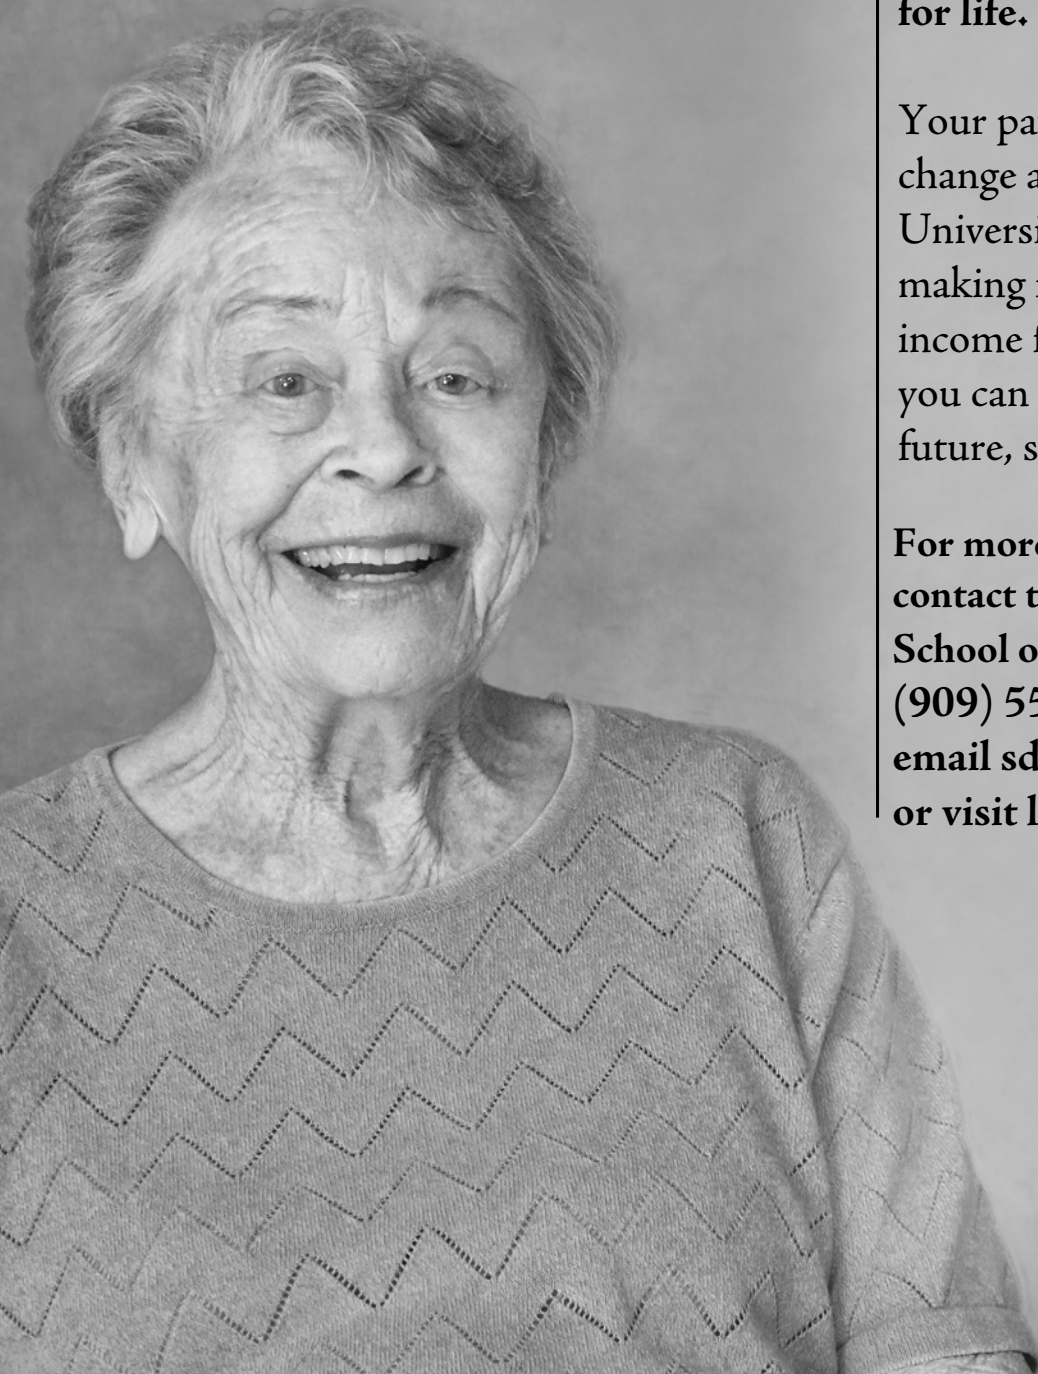 for life.
Your
change
Universi
making
income
you can
future,
For more
contact
School
(909) 55
email sd
or visit